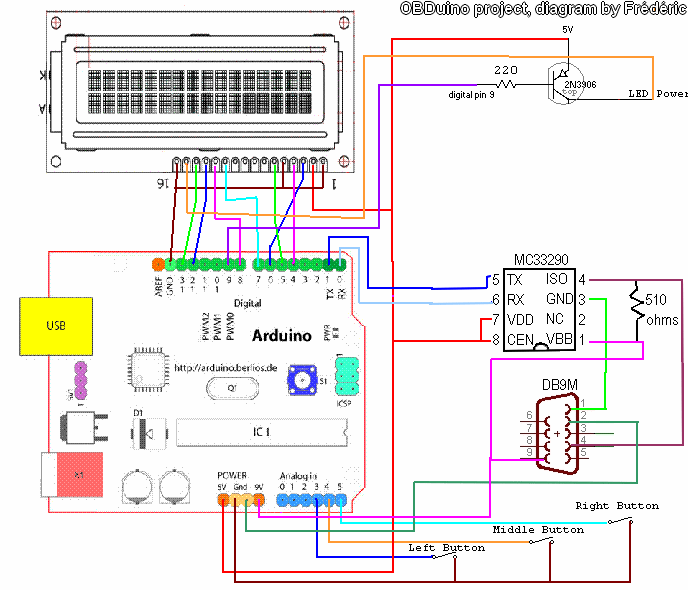 OBDuino project, diagram by Frédéric
5V
220
2N3906
top
digital pin 9
LED Power
K
A
16
1
AREF
GND
13
12
11
10
9
8
7
6
5
4
3
2
1
0
TX
RX
Digital
PWM2
PWM1
PWM0
USB
Arduino
PWR
http://arduino.berlios.de
Q1
S1
ICSP
1
D1
IC1
X1
POWER
5V
Gnd
9V
Analog in
0
1
2
3
4
5
MC33290
5
TX
ISO
4
6
RX
GND
3
7
VDD
NC
2
8
CEN
VBB
1
510
ohms
DB9M
1
6
2
7
3
8
4
9
5
Right Button
Middle Button
Left Button